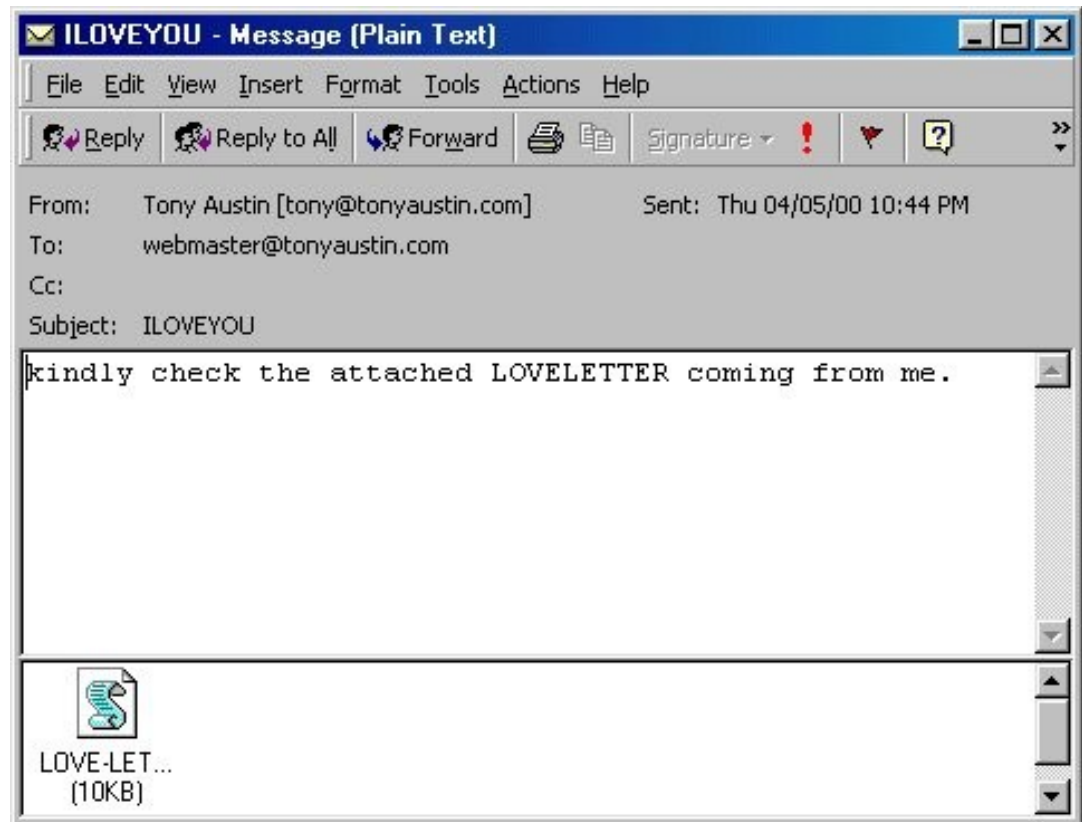 ILOVEYOU - Message (Plain Text)
File Edit View Insert Format Tools Actions Help
Reply Reply to All Forward Signature ! ? »
From: Tony Austin [tony@tonyaustin.com] Sent: Thu 04/05/00 10:44 PM
To: webmaster@tonyaustin.com
Cc:
Subject: ILOVEYOU
kindly check the attached LOVELETTER coming from me.
LOVE-LET...
(10KB)